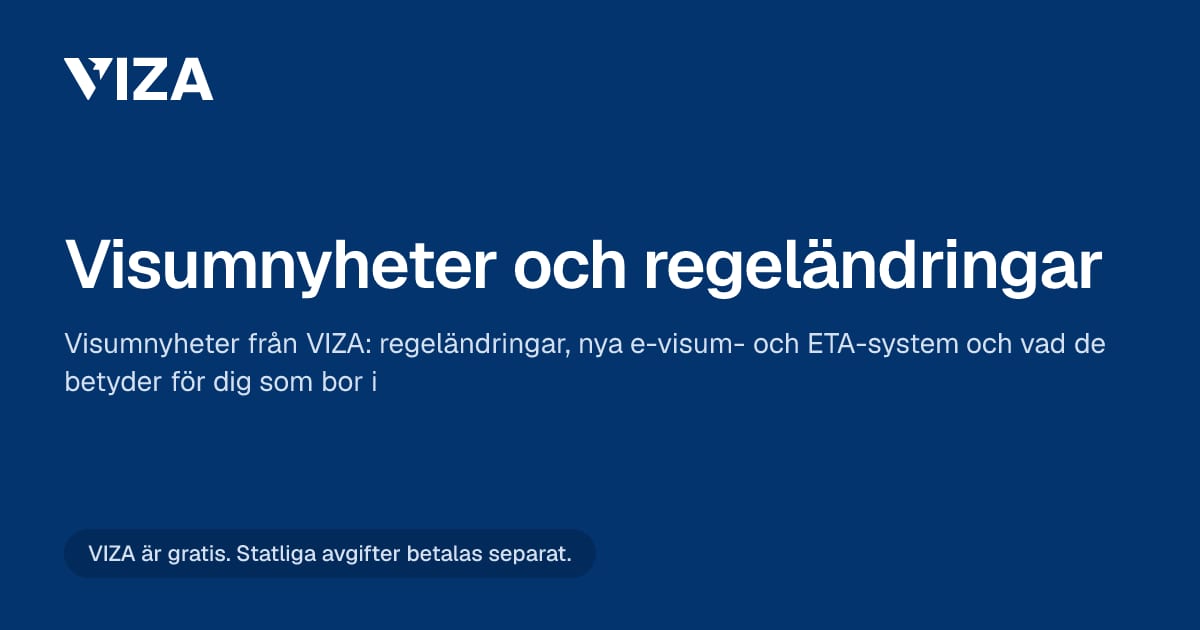 VIZA
Visumnyheter och regeländringar
Visumnyheter från VIZA: regeländringar, nya e-visum- och ETA-system och vad de
betyder för dig som bor i
VIZA är gratis. Statliga avgifter betalas separat.